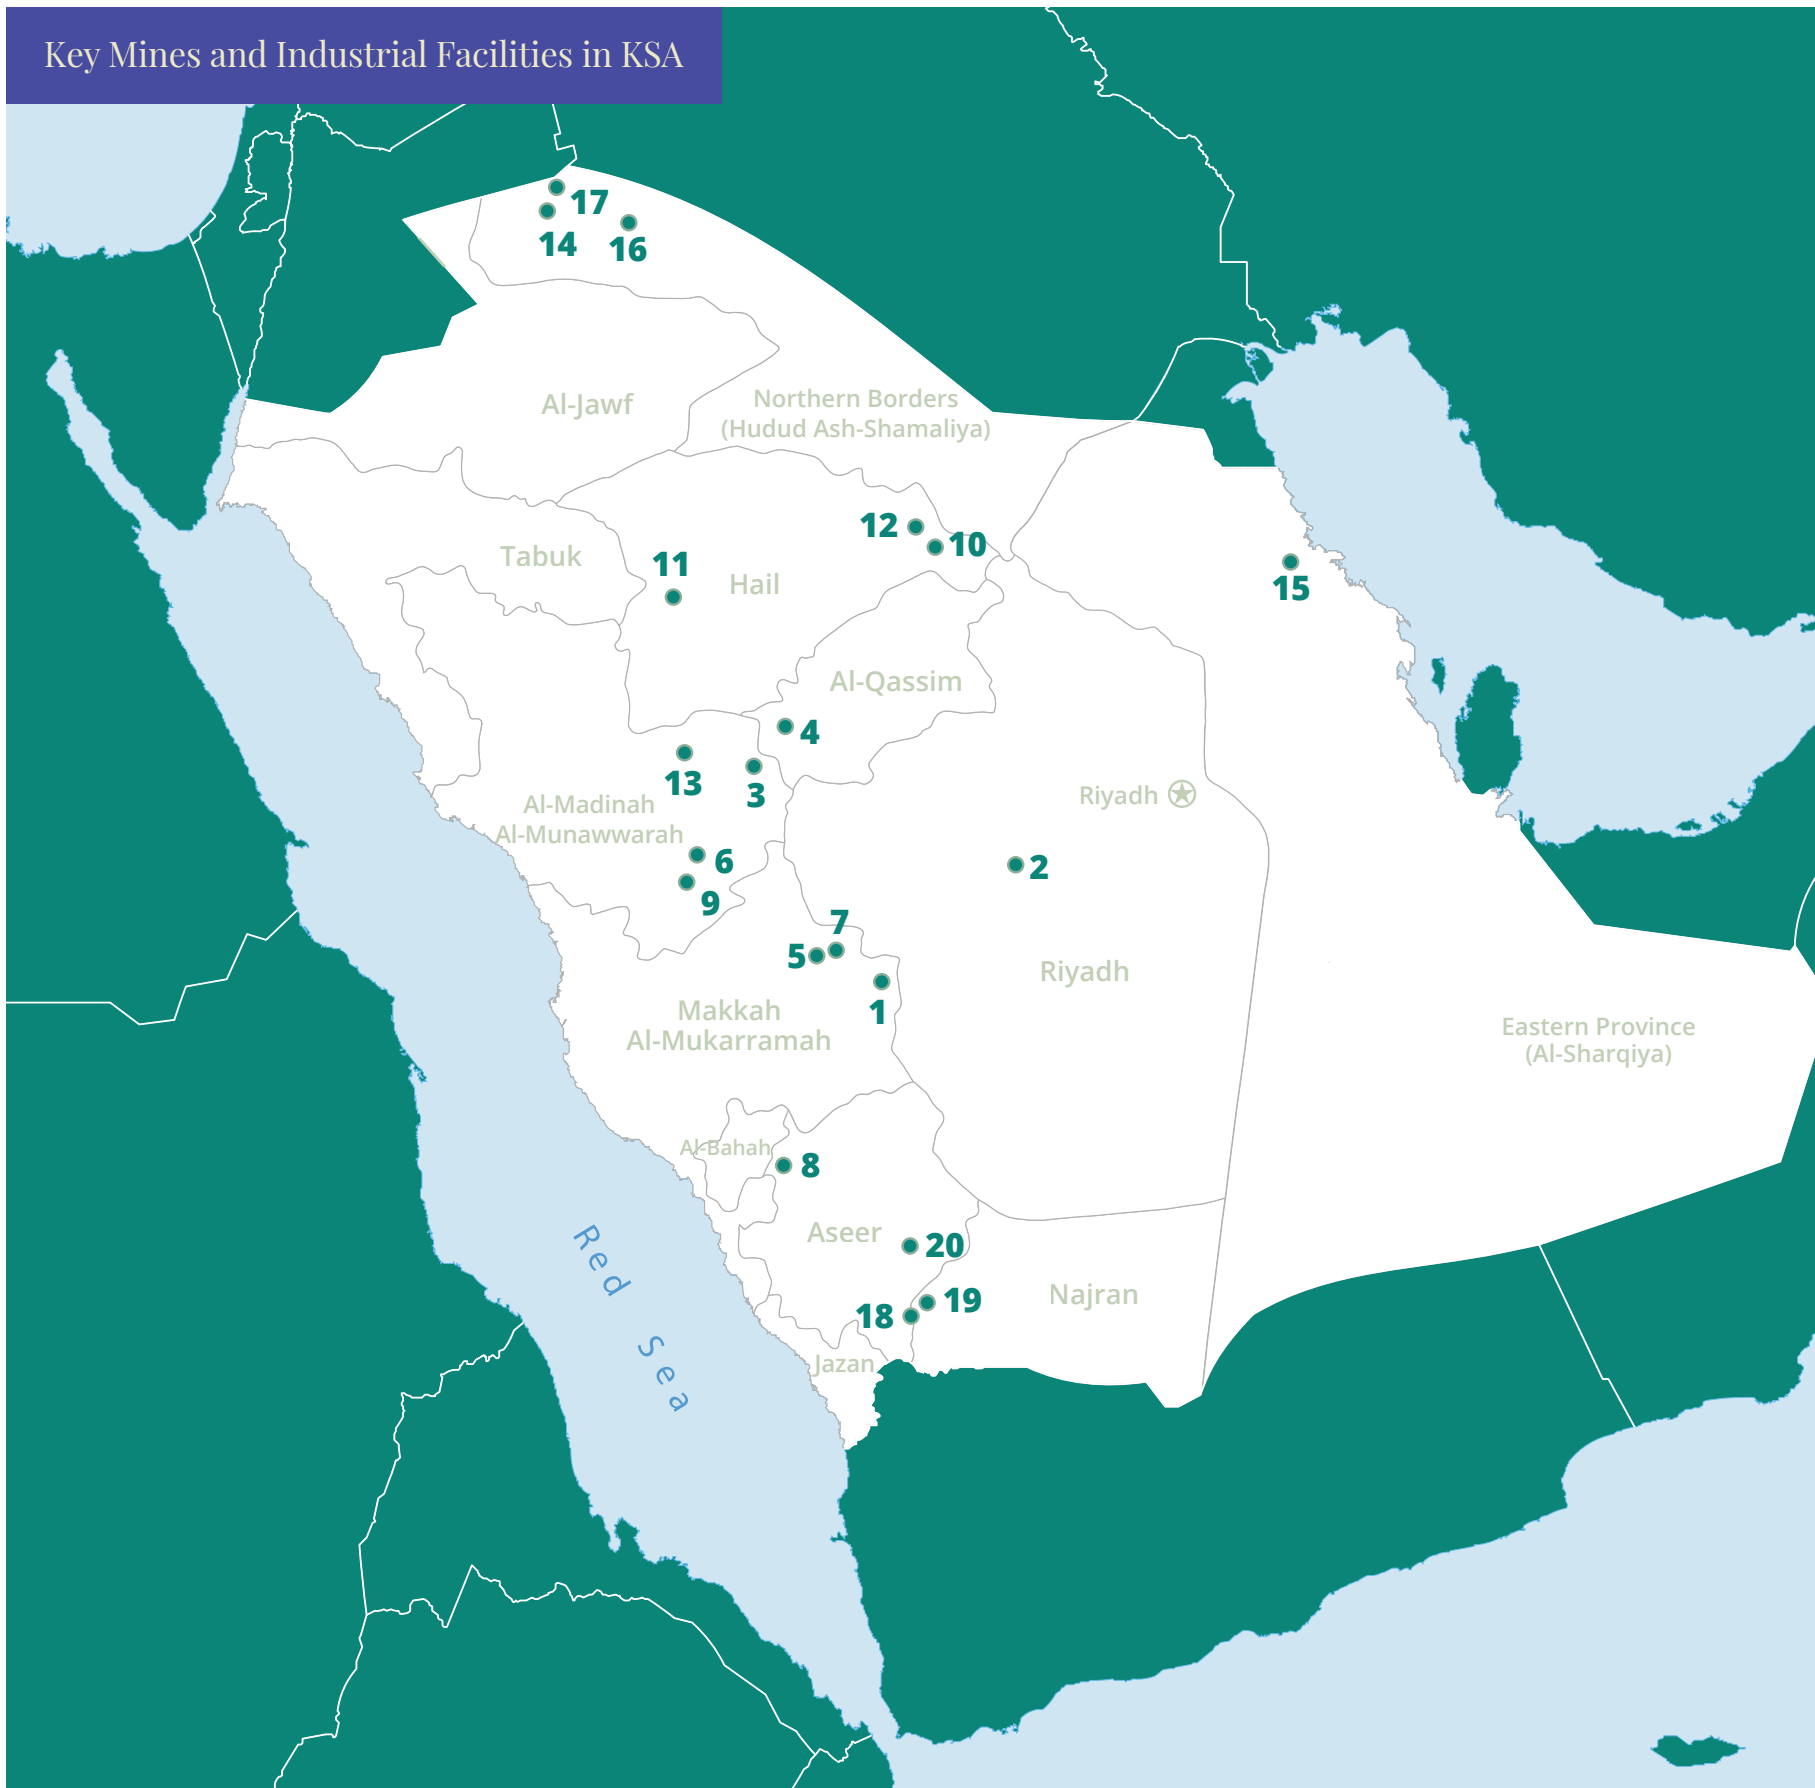 Key Mines and Industrial Facilities in KSA
17
14
16
Al-Jawf
Northern Borders
(Hudud Ash-Shamaliya)
12
10
Tabuk
11
Hail
15
Al-Qassim
4
13
3
Al-Madinah
Al-Munawwarah
Riyadh
6
9
2
7
5
1
Riyadh
Makkah
Al-Mukarramah
Eastern Province
(Al-Sharqiya)
Al-Bahah
8
Aseer
20
Red Sea
19
18
Najran
Jazan